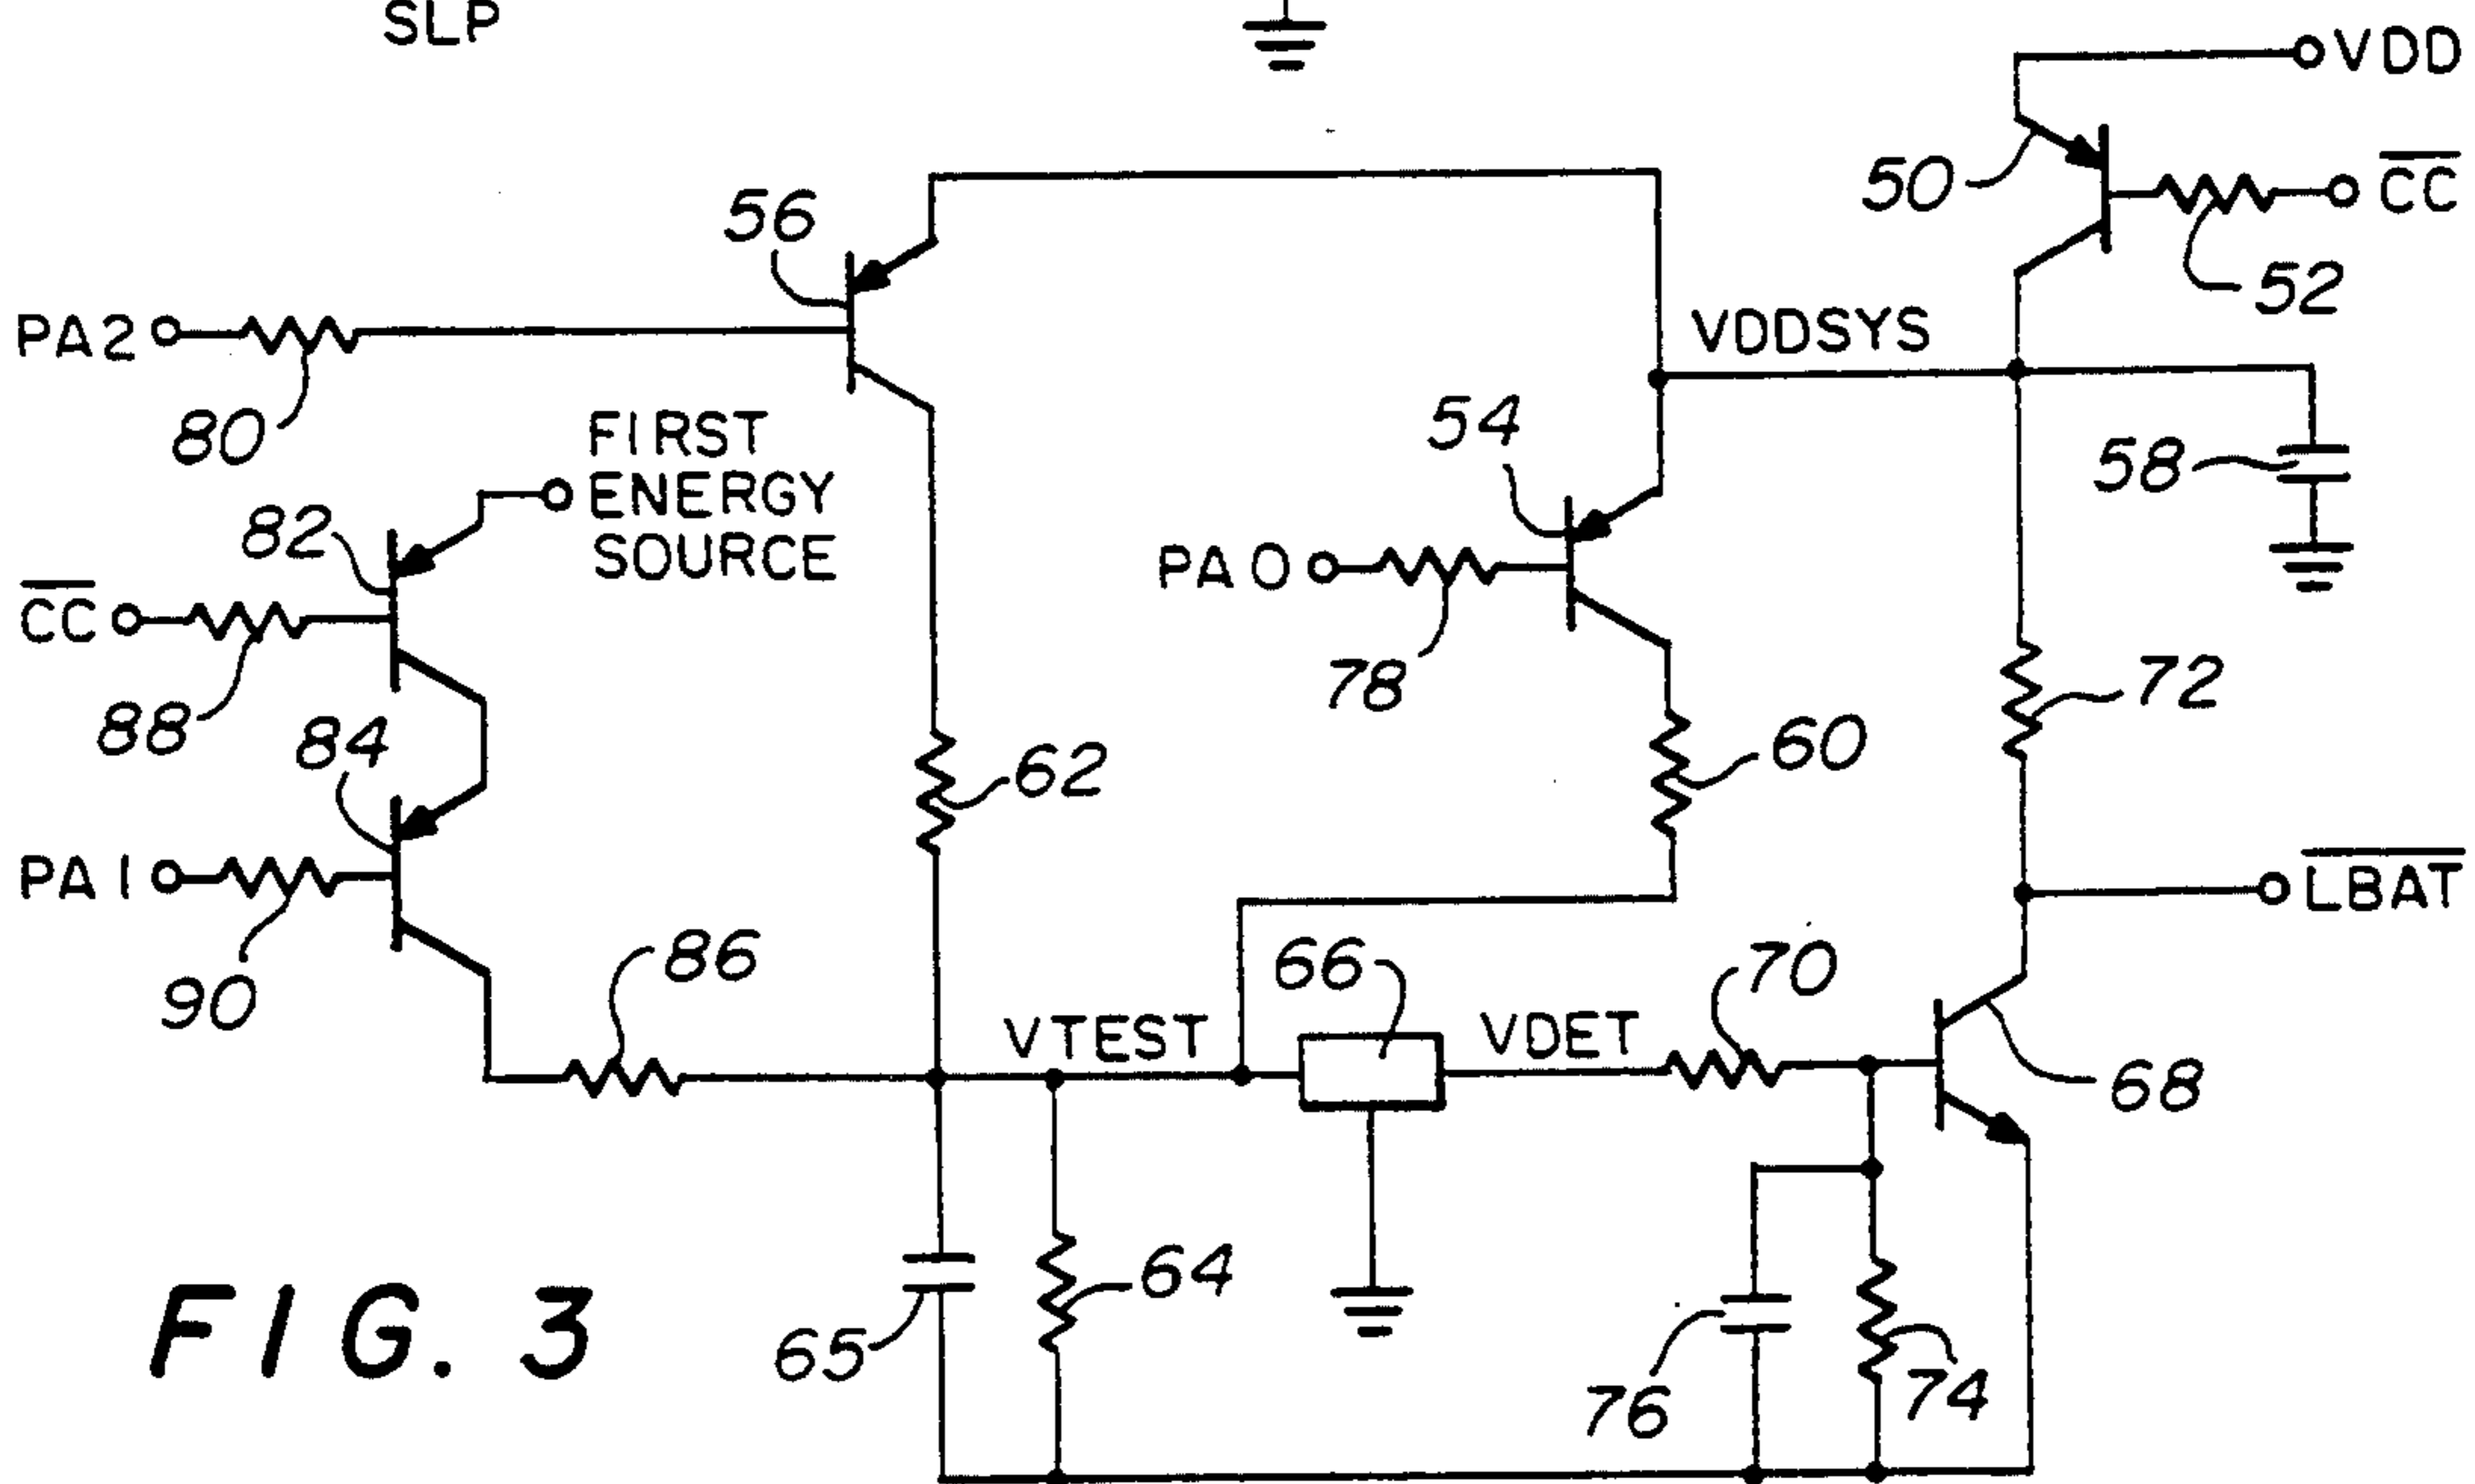 SLP
VDD
50
CC
52
56
PA2
80
VDDSYS
FIRST
ENERGY
SOURCE
54
58
82
PA0
CC
78
72
88
84
62
60
PA1
LBAT
90
86
66
70
VTEST
VDET
68
64
65
76
74
FIG. 3